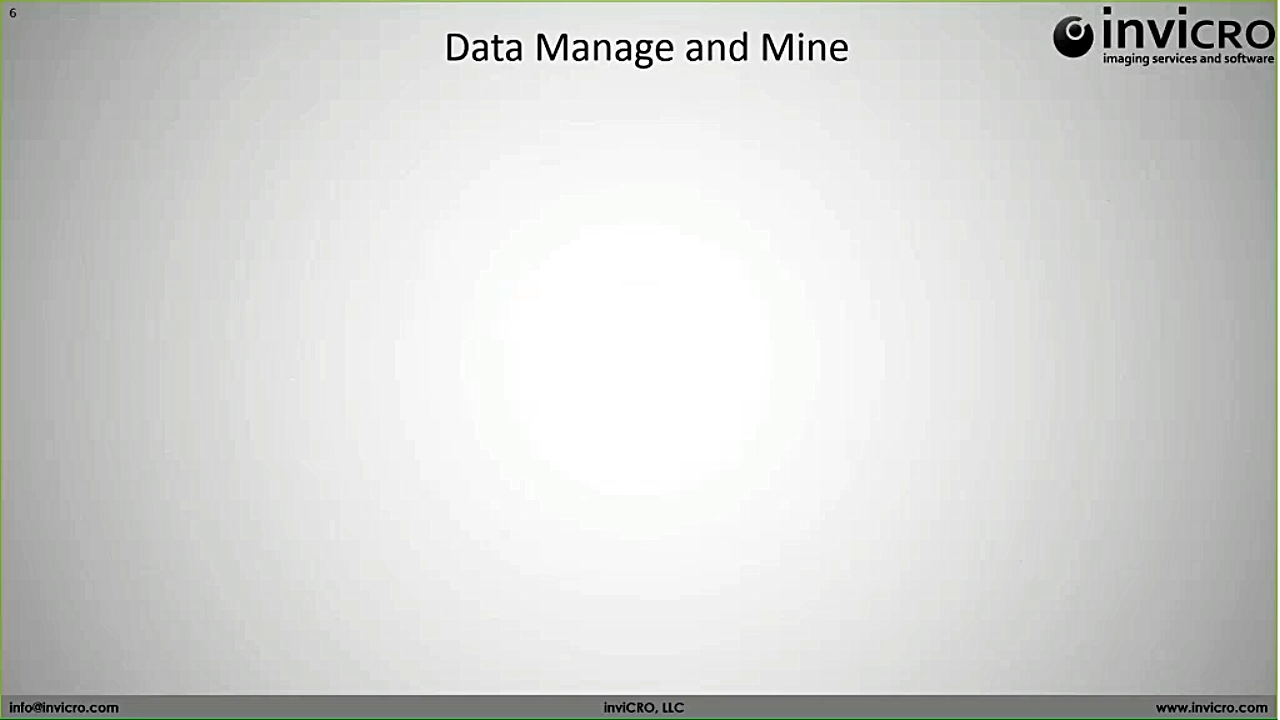 6
Data Manage and Mine
invicro
imaging services and software
info@invicro.com
inviCRO, LLC
www.invicro.com